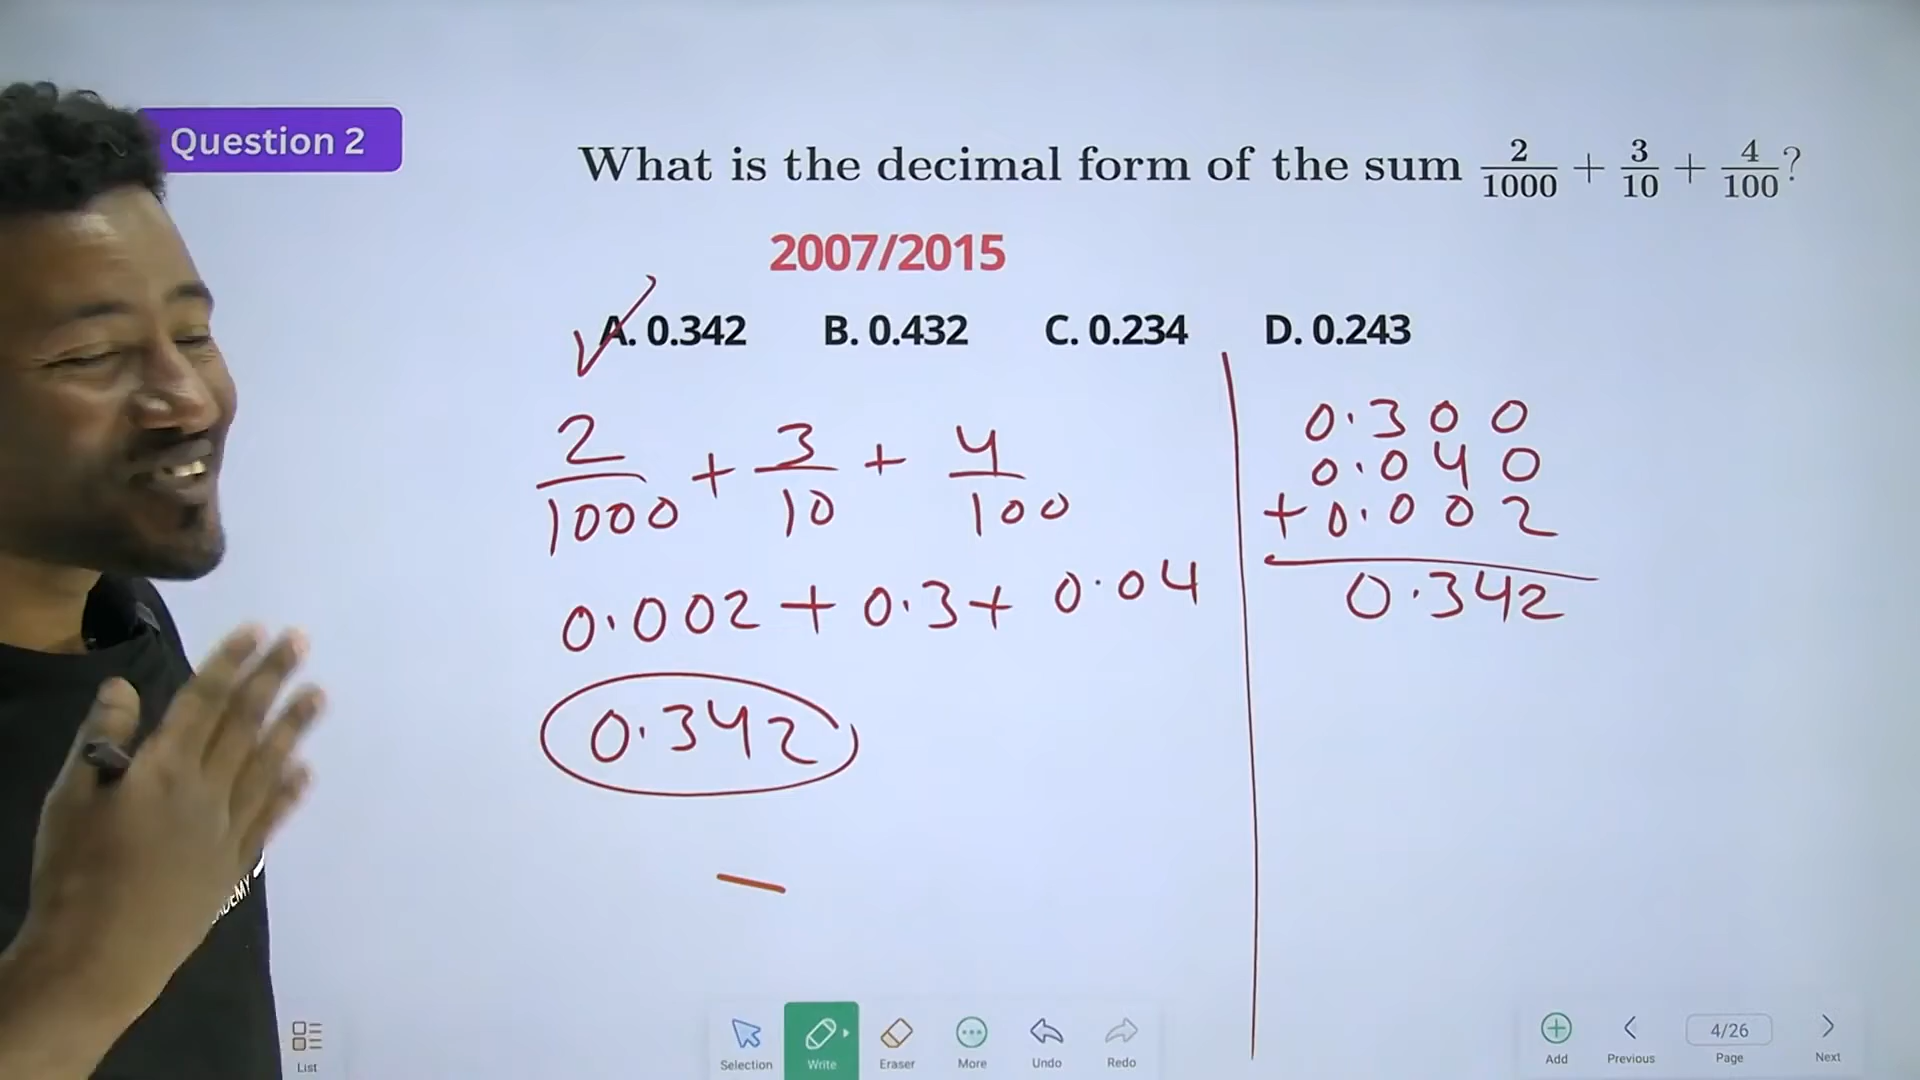 Question 2
What is the decimal form of the sum 2/1000 + 3/10 + 4/100?
2007/2015
A. 0.342 B. 0.432 C. 0.234 D. 0.243
2/1000 + 3/10 + 4/100
0.002 + 0.3 + 0.04
0.342
0.300
0.040
+ 0.002
0.342
List
Selection Write Eraser More Undo Redo
Add Previous 4/26 Page Next